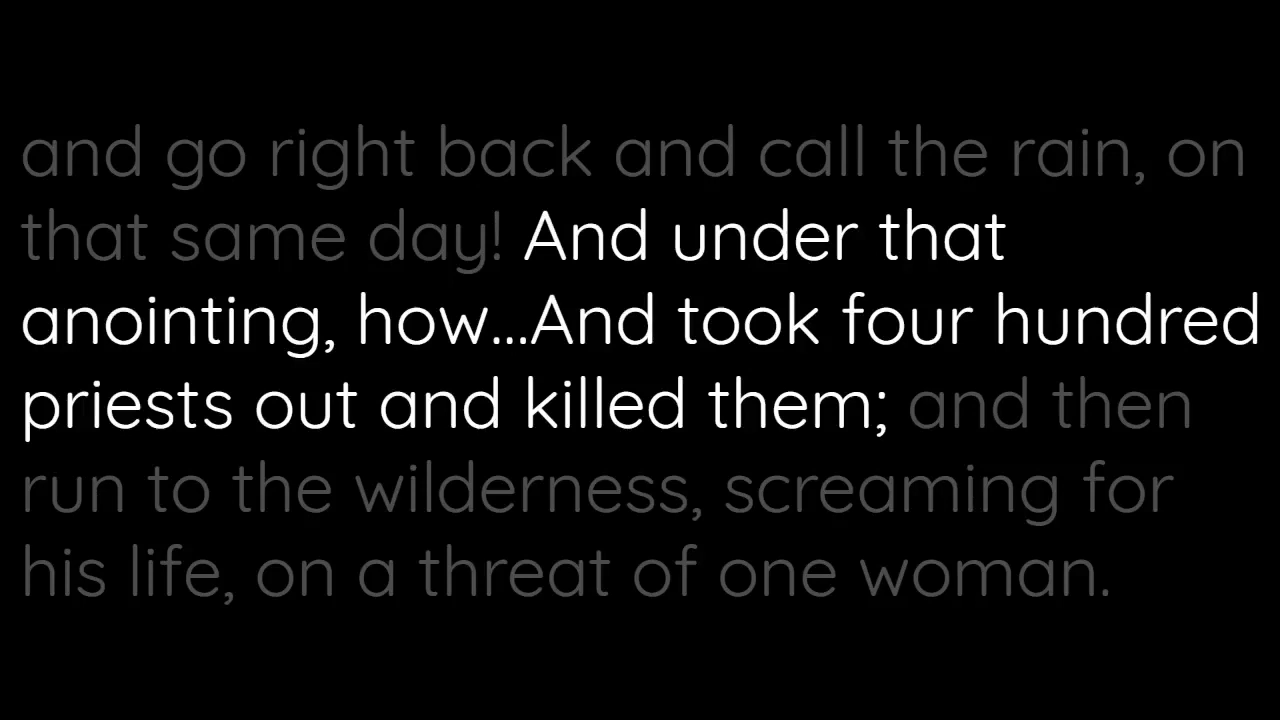 and go right back and call the rain, on
that same day! And under that
anointing, how...And took four hundred
priests out and killed them; and then
run to the wilderness, screaming for
his life, on a threat of one woman.